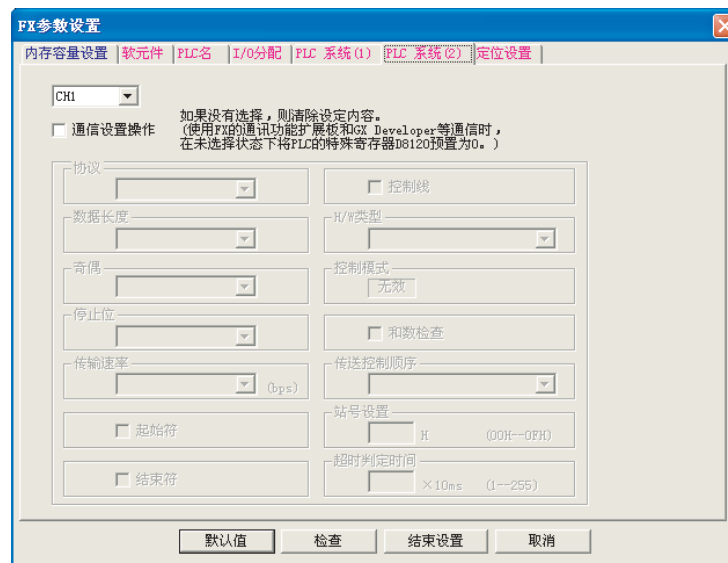 FX参数设置
内存容量设置 软元件 PLC名 I/O分配 PLC 系统(1) PLC 系统(2) 定位设置
CH1
如果没有选择，则清除设定内容。
通信设置操作 (使用FX的通讯功能扩展板和GX Developer等通信时，
在未选择状态下将PLC的特殊寄存器D8120预置为0。)
协议
控制线
数据长度 H/W类型
奇偶 控制模式
无效
停止位
和数检查
传输速率 传送控制顺序
(bps)
站号设置
起始符 H (00H--0FH)
超时判定时间
结束符 ×10ms (1--255)
默认值 检查 结束设置 取消